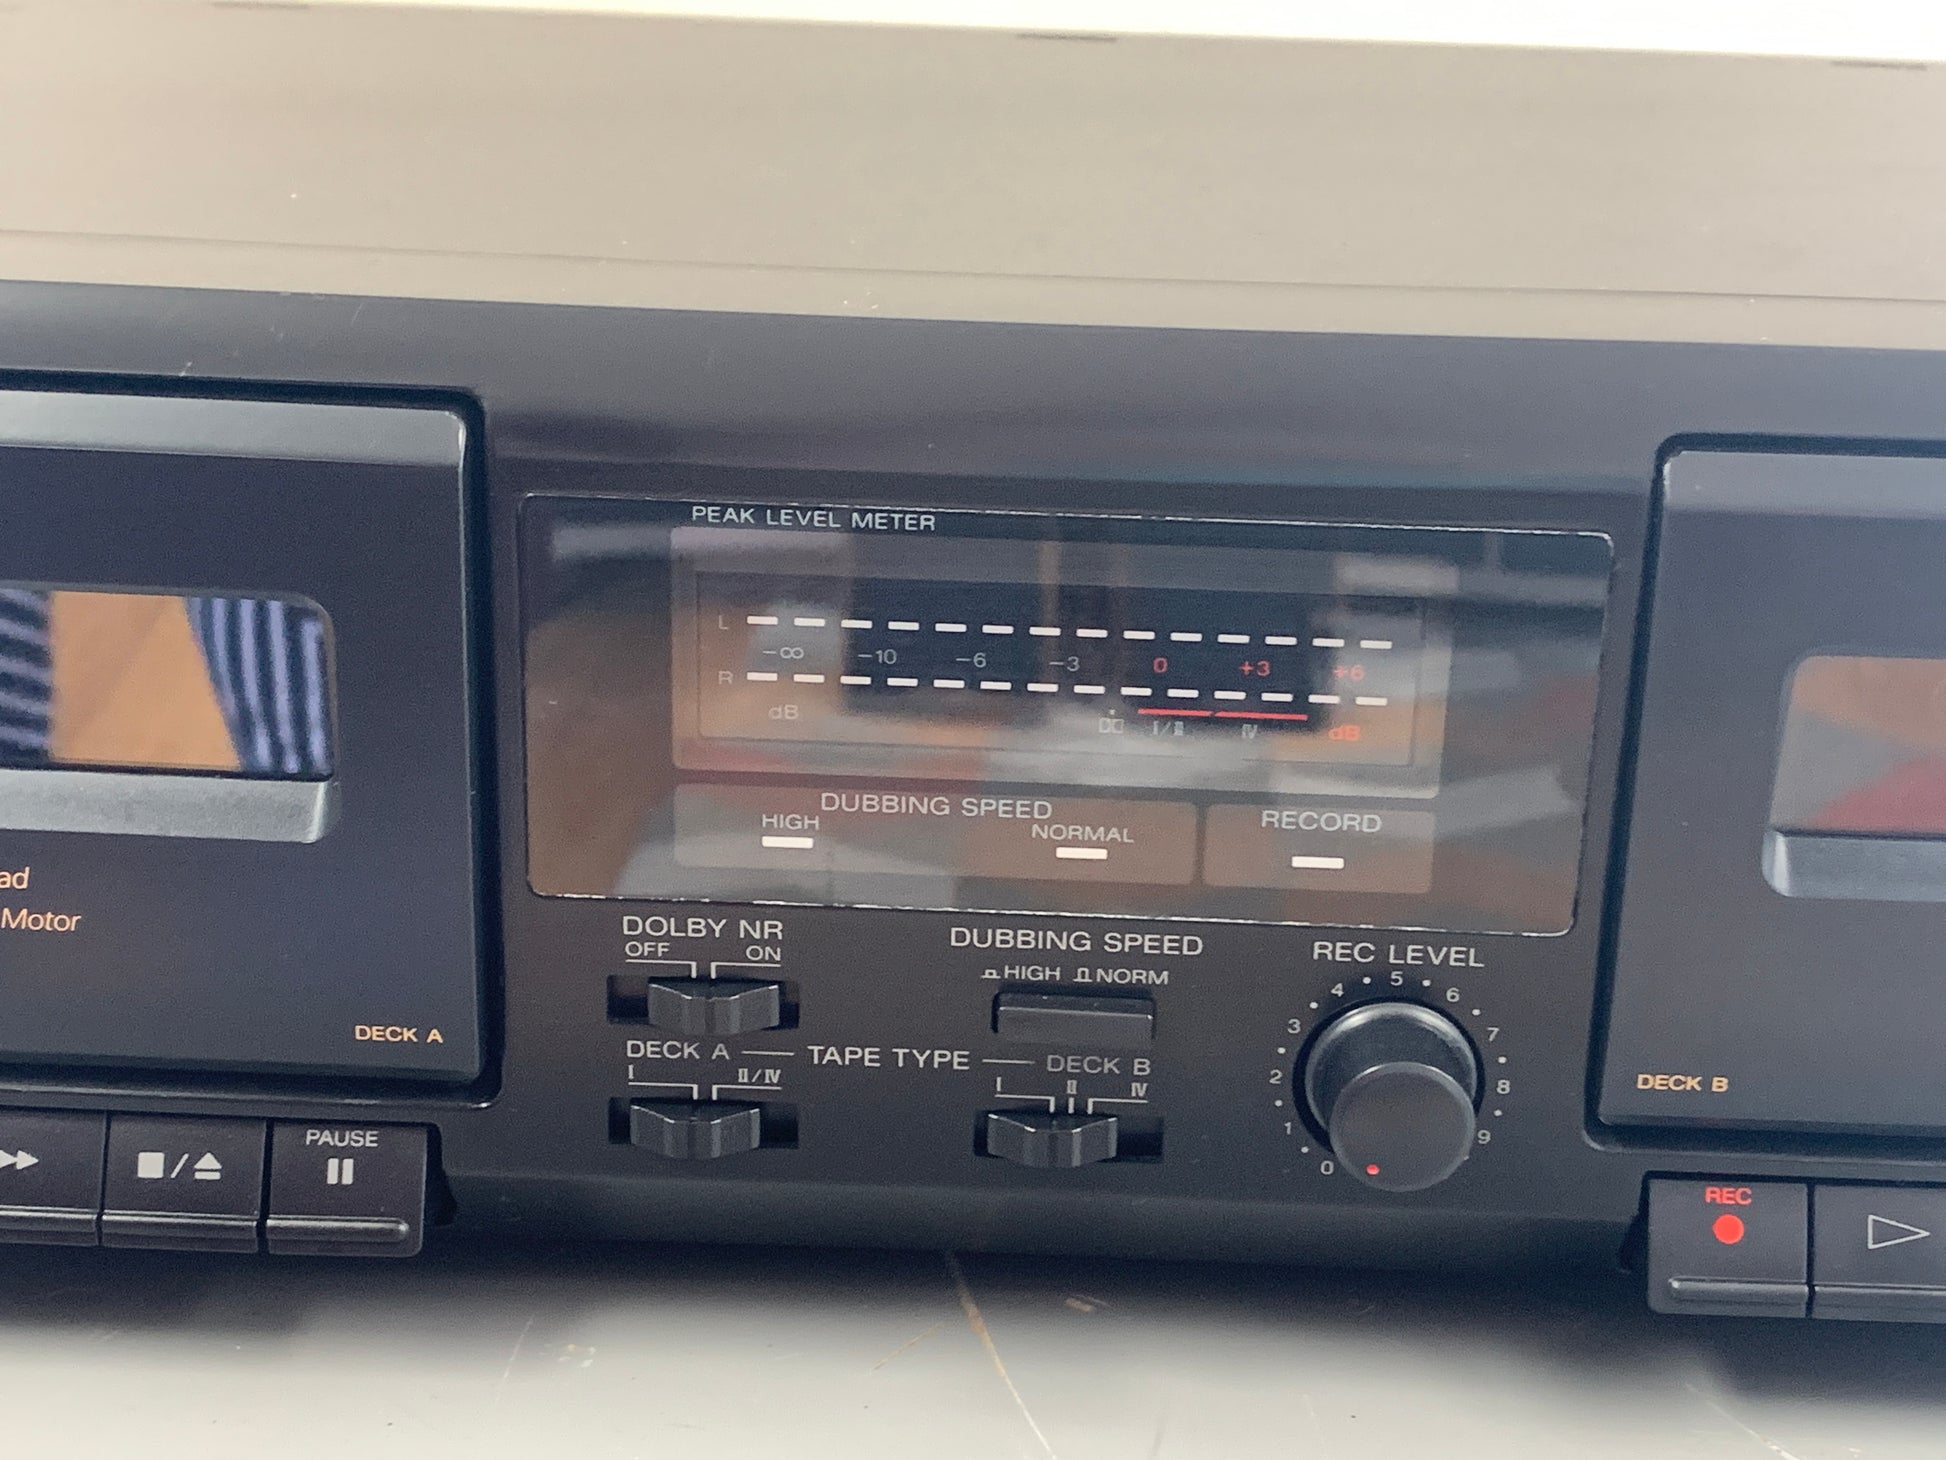 PEAK LEVEL METER
L
−∞ −10 −6 −3 0 +3 +6
R
dB I/II IV dB
DUBBING SPEED
HIGH NORMAL
RECORD
ad
Motor
DECK A
PAUSE
DOLBY NR
OFF ON
DECK A TAPE TYPE DECK B
I II/IV
I II IV
DUBBING SPEED
HIGH NORM
REC LEVEL
0 1 2 3 4 5 6 7 8 9
DECK B
REC